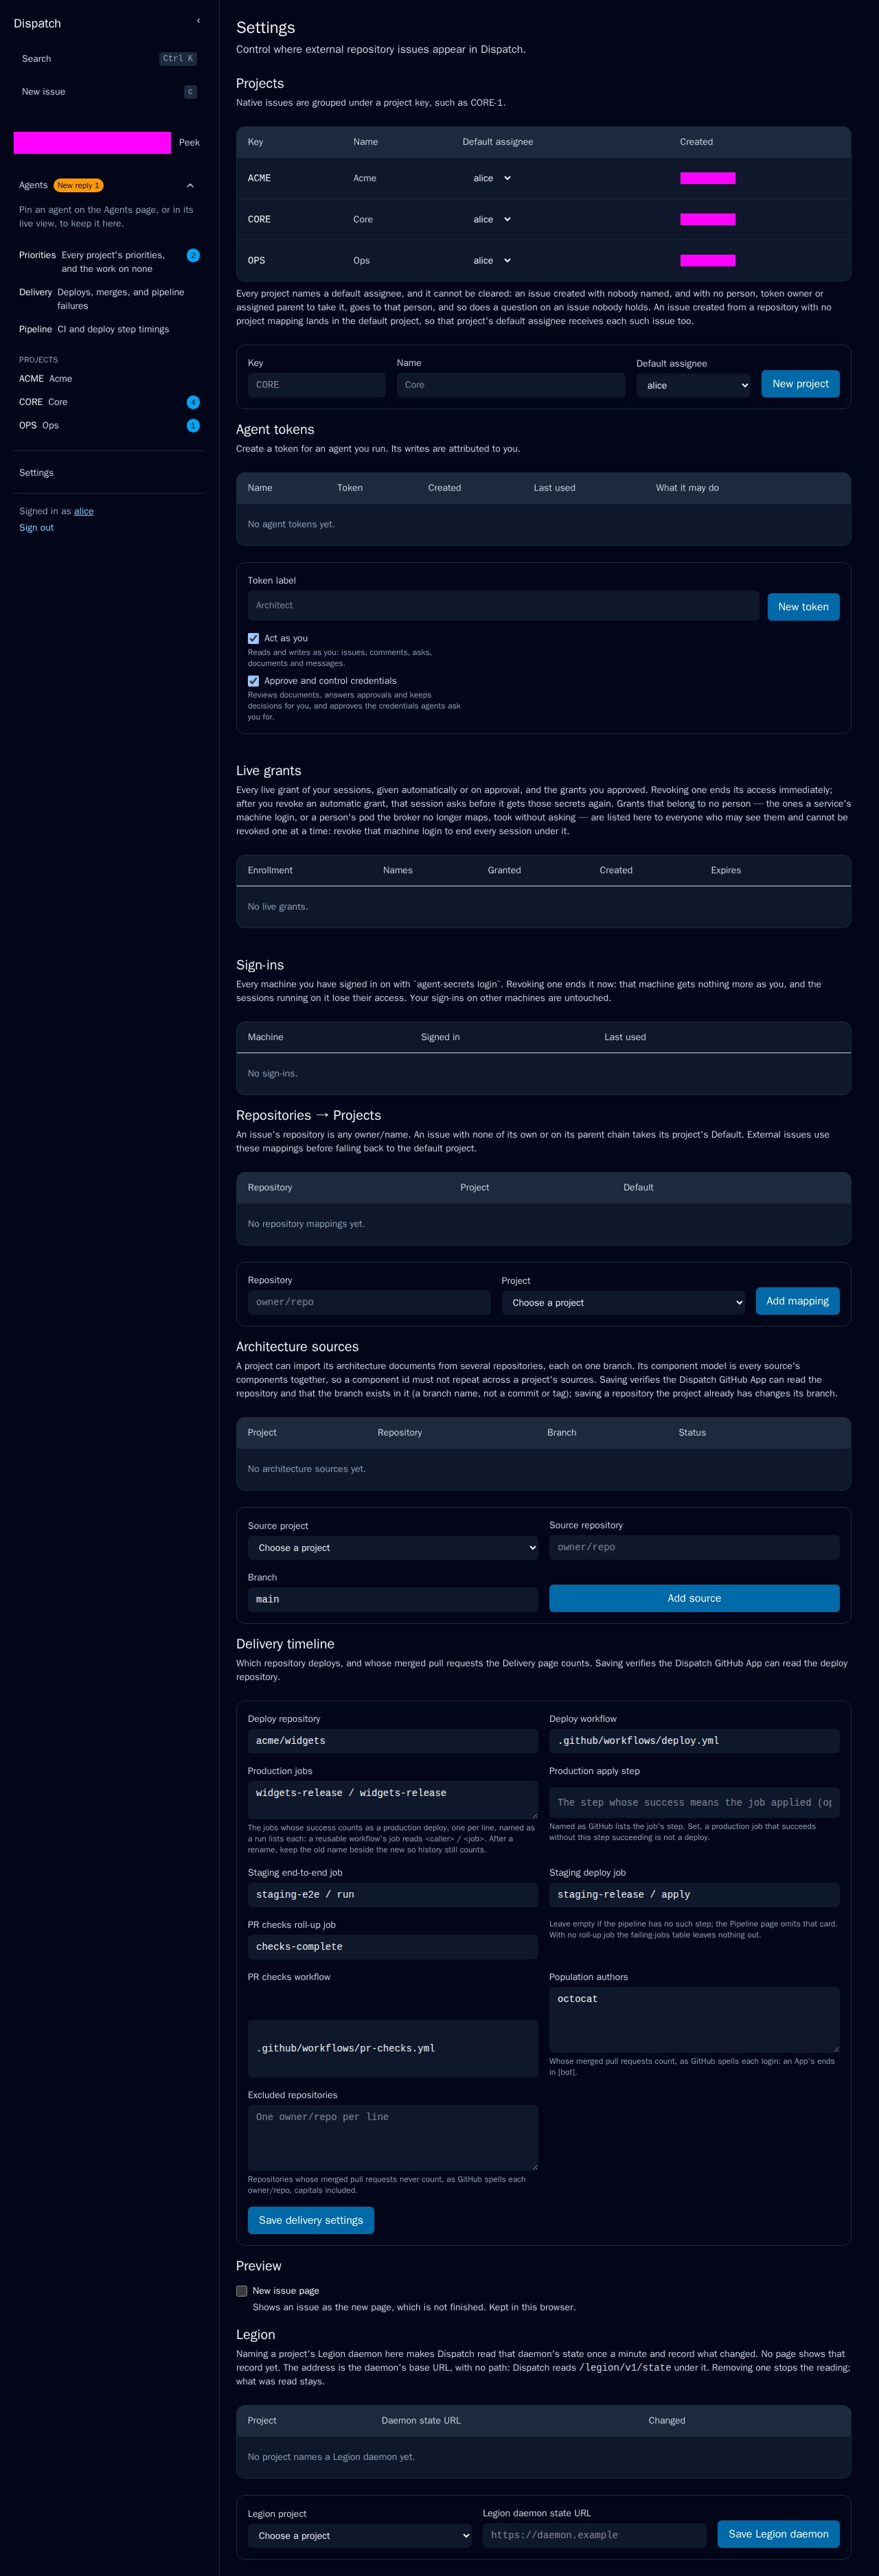 Dispatch
Search
Ctrl K
New issue
c
Peek
Agents
New reply 1
Pin an agent on the Agents page, or in its
live view, to keep it here.
Priorities
Every project's priorities,
and the work on none
2
Delivery
Deploys, merges, and pipeline
failures
Pipeline
CI and deploy step timings
PROJECTS
ACME Acme
CORE Core
4
OPS Ops
1
Settings
Signed in as alice
Sign out
Settings
Control where external repository issues appear in Dispatch.
Projects
Native issues are grouped under a project key, such as CORE-1.
Key Name Default assignee Created
ACME Acme alice
CORE Core alice
OPS Ops alice
Every project names a default assignee, and it cannot be cleared: an issue created with nobody named, and with no person, token owner or
assigned parent to take it, goes to that person, and so does a question on an issue nobody holds. An issue created from a repository with no
project mapping lands in the default project, so that project's default assignee receives each such issue too.
Key Name Default assignee
CORE Core alice New project
Agent tokens
Create a token for an agent you run. Its writes are attributed to you.
Name Token Created Last used What it may do
No agent tokens yet.
Token label
Architect
New token
Act as you
Reads and writes as you: issues, comments, asks,
documents and messages.
Approve and control credentials
Reviews documents, answers approvals and keeps
decisions for you, and approves the credentials agents ask
you for.
Live grants
Every live grant of your sessions, given automatically or on approval, and the grants you approved. Revoking one ends its access immediately;
after you revoke an automatic grant, that session asks before it gets those secrets again. Grants that belong to no person — the ones a service's
machine login, or a person's pod the broker no longer maps, took without asking — are listed here to everyone who may see them and cannot be
revoked one at a time: revoke that machine login to end every session under it.
Enrollment Names Granted Created Expires
No live grants.
Sign-ins
Every machine you have signed in on with `agent-secrets login`. Revoking one ends it now: that machine gets nothing more as you, and the
sessions running on it lose their access. Your sign-ins on other machines are untouched.
Machine Signed in Last used
No sign-ins.
Repositories → Projects
An issue's repository is any owner/name. An issue with none of its own or on its parent chain takes its project's Default. External issues use
these mappings before falling back to the default project.
Repository Project Default
No repository mappings yet.
Repository Project
owner/repo Choose a project Add mapping
Architecture sources
A project can import its architecture documents from several repositories, each on one branch. Its component model is every source's
components together, so a component id must not repeat across a project's sources. Saving verifies the Dispatch GitHub App can read the
repository and that the branch exists in it (a branch name, not a commit or tag); saving a repository the project already has changes its branch.
Project Repository Branch Status
No architecture sources yet.
Source project Source repository
Choose a project owner/repo
Branch
main Add source
Delivery timeline
Which repository deploys, and whose merged pull requests the Delivery page counts. Saving verifies the Dispatch GitHub App can read the deploy
repository.
Deploy repository Deploy workflow
acme/widgets .github/workflows/deploy.yml
Production jobs Production apply step
widgets-release / widgets-release
The step whose success means the job applied (op
The jobs whose success counts as a production deploy, one per line, named as
a run lists each: a reusable workflow's job reads <caller> / <job>. After a
rename, keep the old name beside the new so history still counts.
Named as GitHub lists the job's step. Set, a production job that succeeds
without this step succeeding is not a deploy.
Staging end-to-end job Staging deploy job
staging-e2e / run staging-release / apply
PR checks roll-up job
checks-complete
Leave empty if the pipeline has no such step; the Pipeline page omits that card.
With no roll-up job the failing-jobs table leaves nothing out.
PR checks workflow Population authors
.github/workflows/pr-checks.yml
octocat
Whose merged pull requests count, as GitHub spells each login: an App's ends
in [bot].
Excluded repositories
One owner/repo per line
Repositories whose merged pull requests never count, as GitHub spells each
owner/repo, capitals included.
Save delivery settings
Preview
New issue page
Shows an issue as the new page, which is not finished. Kept in this browser.
Legion
Naming a project's Legion daemon here makes Dispatch read that daemon's state once a minute and record what changed. No page shows that
record yet. The address is the daemon's base URL, with no path: Dispatch reads /legion/v1/state under it. Removing one stops the reading;
what was read stays.
Project Daemon state URL Changed
No project names a Legion daemon yet.
Legion project Legion daemon state URL
Choose a project https://daemon.example Save Legion daemon